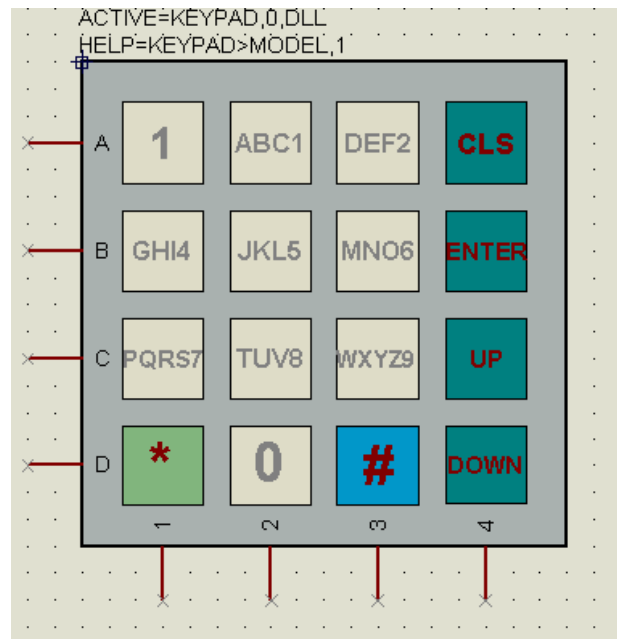 ACTIVE=KEYPAD,0,DLL
HELP=KEYPAD>MODEL,1
A 1 ABC1 DEF2 CLS
B GHI4 JKL5 MNO6 ENTER
C PQRS7 TUV8 WXYZ9 UP
D * 0 # DOWN
1 2 3 4